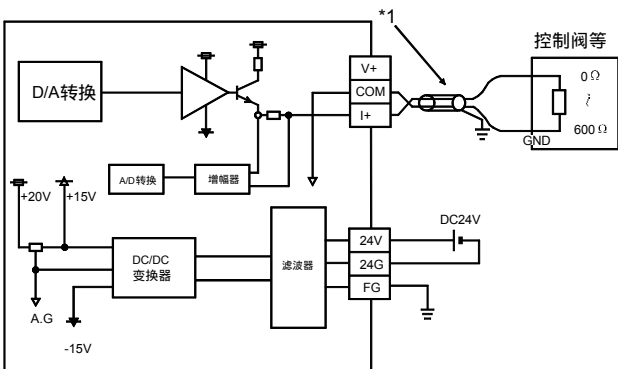 *1
控制阀等
V+
D/A转换
COM
I+
0Ω
≀
600Ω
GND
A/D转换
增幅器
+20V
+15V
DC/DC
变换器
滤波器
24V
24G
FG
DC24V
A.G
-15V